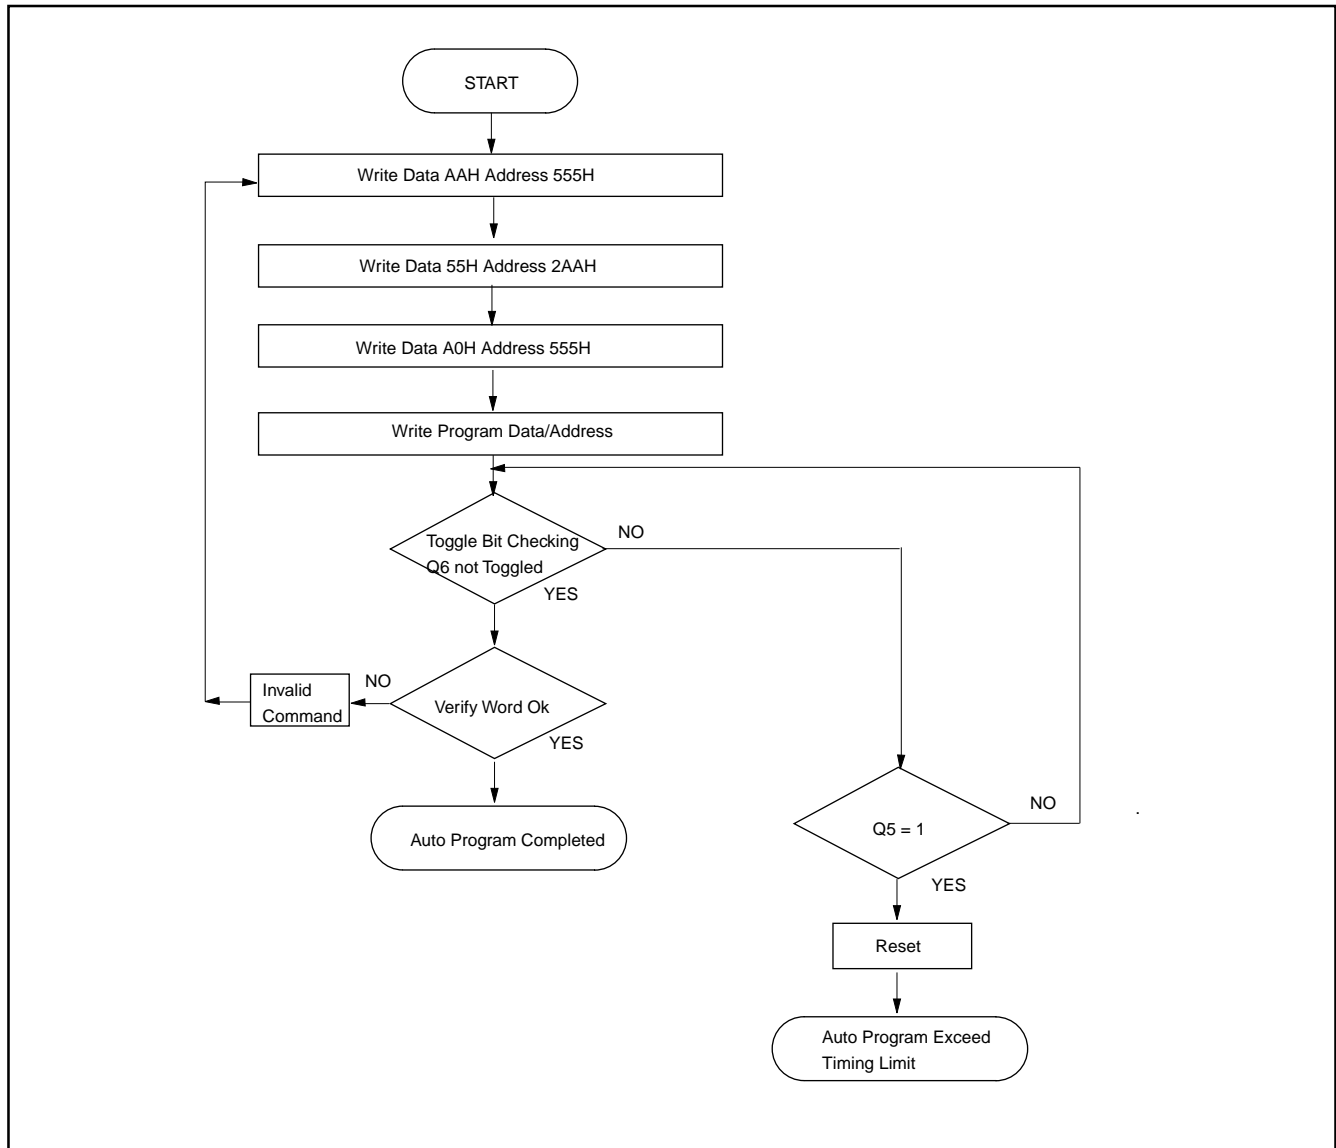 START
Write Data AAH Address 555H
Write Data 55H Address 2AAH
Write Data A0H Address 555H
Write Program Data/Address
Toggle Bit Checking
Q6 not Toggled
NO
YES
Invalid
Command
NO
Verify Word Ok
YES
Auto Program Completed
Q5 = 1
NO
YES
Reset
Auto Program Exceed
Timing Limit